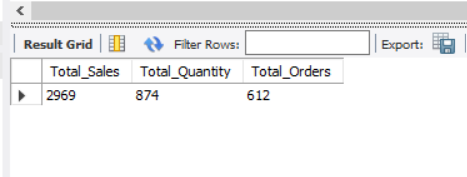 Result Grid Filter Rows: Export:
Total_Sales Total_Quantity Total_Orders
2969 874 612